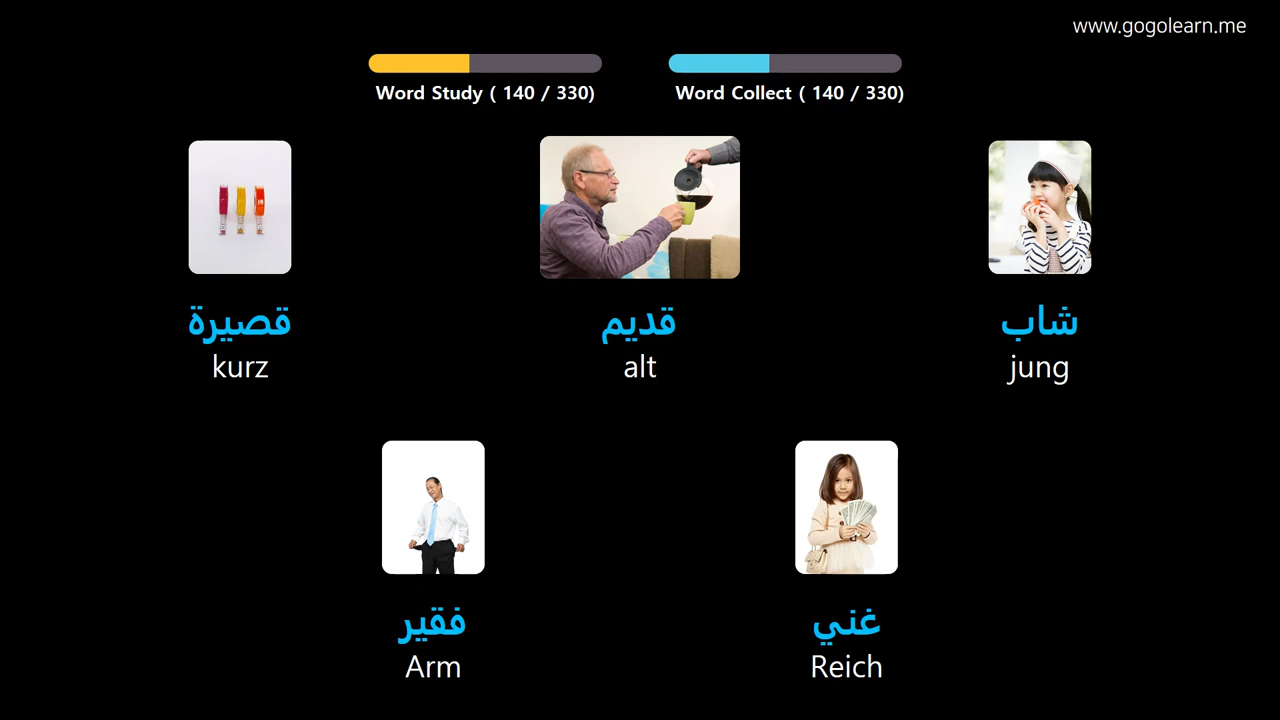 www.gogolearn.me
Word Study ( 140 / 330)
Word Collect ( 140 / 330)
قصيرة
kurz
قديم
alt
شاب
jung
فقير
Arm
غني
Reich